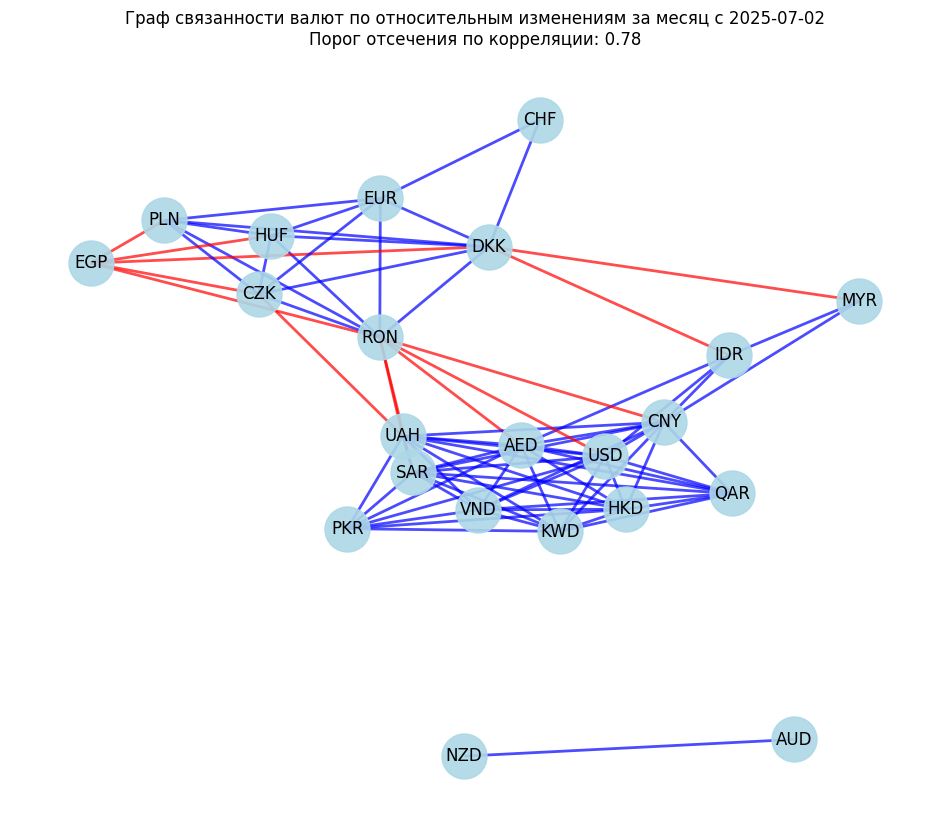 Граф связанности валют по относительным изменениям за месяц с 2025-07-02
Порог отсечения по корреляции: 0.78
CHF
EUR
PLN
HUF
DKK
EGP
CZK
MYR
RON
IDR
CNY
UAH
AED
USD
SAR
QAR
VND
HKD
PKR
KWD
AUD
NZD